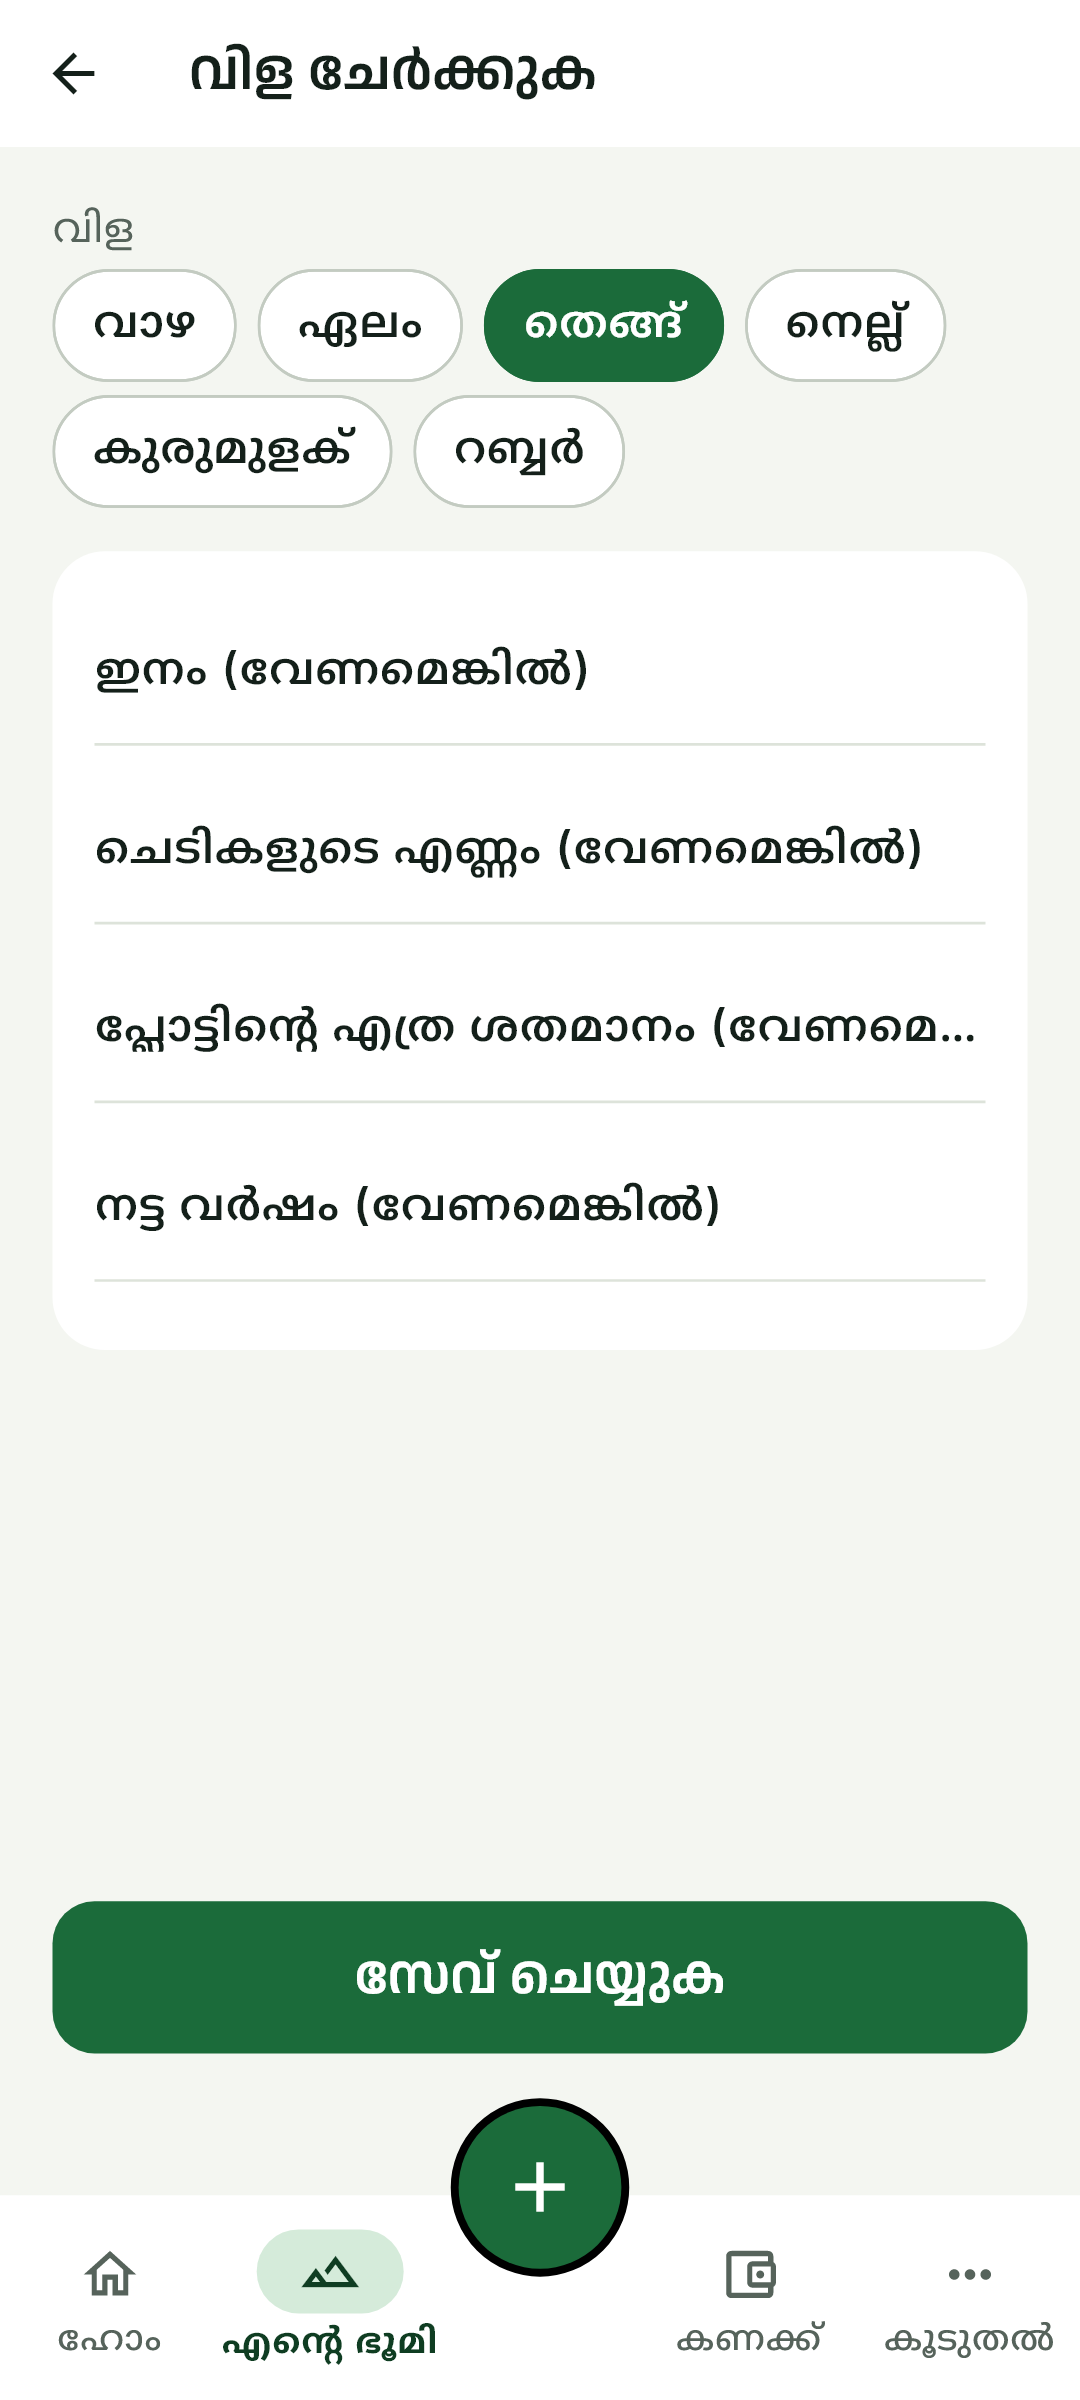 വിള ചേർക്കുക
വിള
വാഴ ഏലം തെങ്ങ് നെല്ല്
കുരുമുളക് റബ്ബർ
ഇനം (വേണമെങ്കിൽ)
ചെടികളുടെ എണ്ണം (വേണമെങ്കിൽ)
പ്ലോട്ടിന്റെ എത്ര ശതമാനം (വേണമെ...
നട്ട വർഷം (വേണമെങ്കിൽ)
സേവ് ചെയ്യുക
ഹോം എന്റെ ഭൂമി കണക്ക് കൂടുതൽ